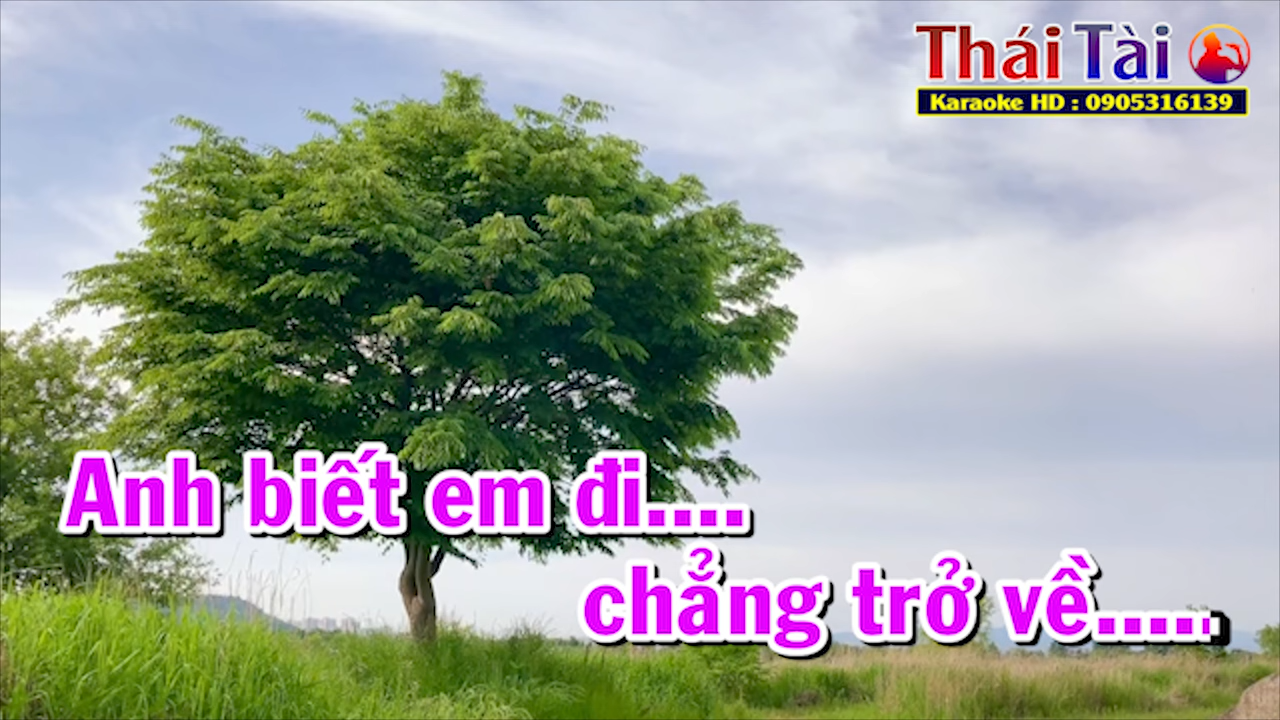 Thái Tài
Karaoke HD : 0905316139
Anh biết em đi....
chẳng trở về.....